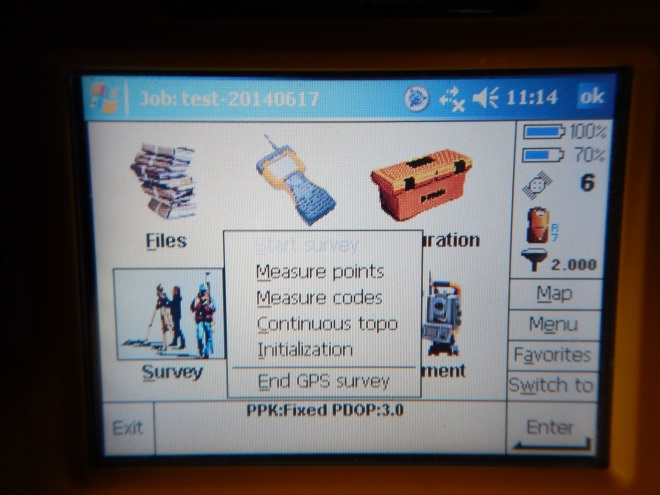 Job: test-20140617 11:14 ok
100%
70%
6
R7
2.000
Files
Start survey
uration
Measure points
Measure codes
Continuous topo
Initialization
End GPS survey
Survey
ment
Map
Menu
Favorites
Switch to
PPK:Fixed PDOP:3.0
Exit
Enter